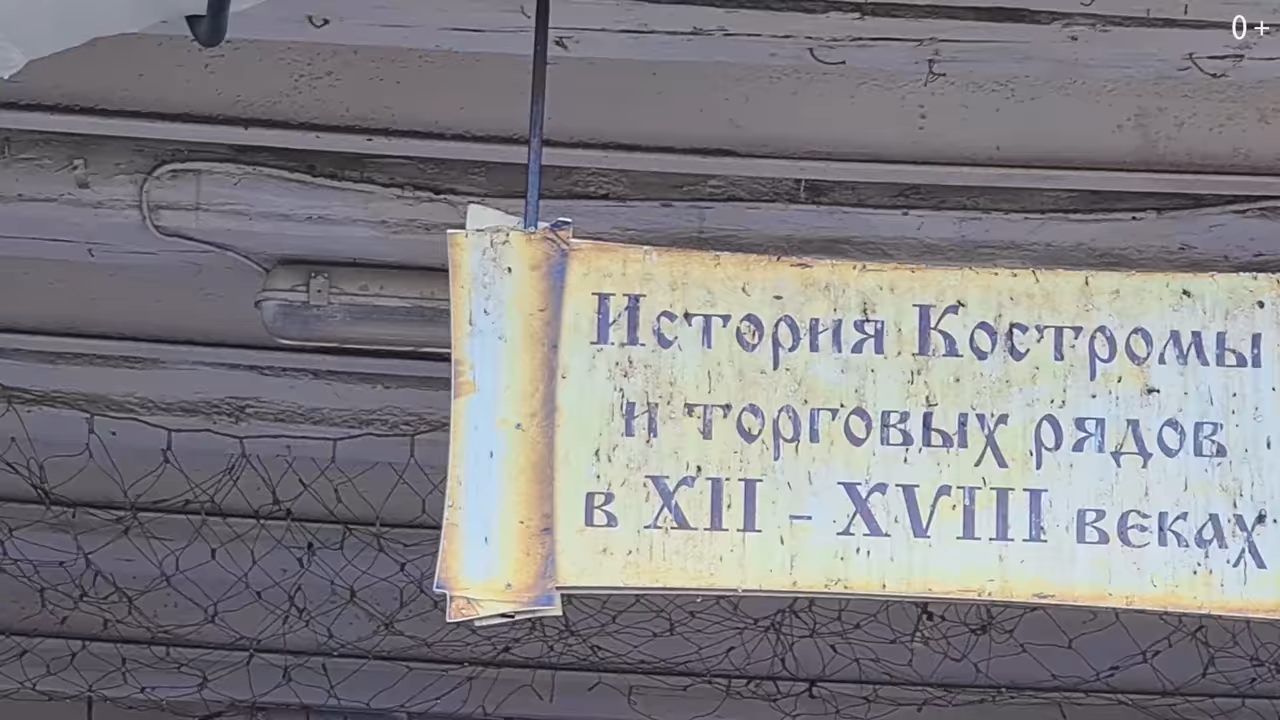 0+
История Костромы
и торговых рядов
в XII - XVIII веках